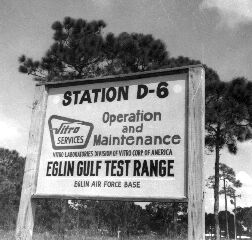 STATION D-6
Operation
and
Maintenance
Vitro
SERVICES
VITRO LABORATORIES DIVISION OF VITRO CORP. OF AMERICA
EGLIN GULF TEST RANGE
EGLIN AIR FORCE BASE